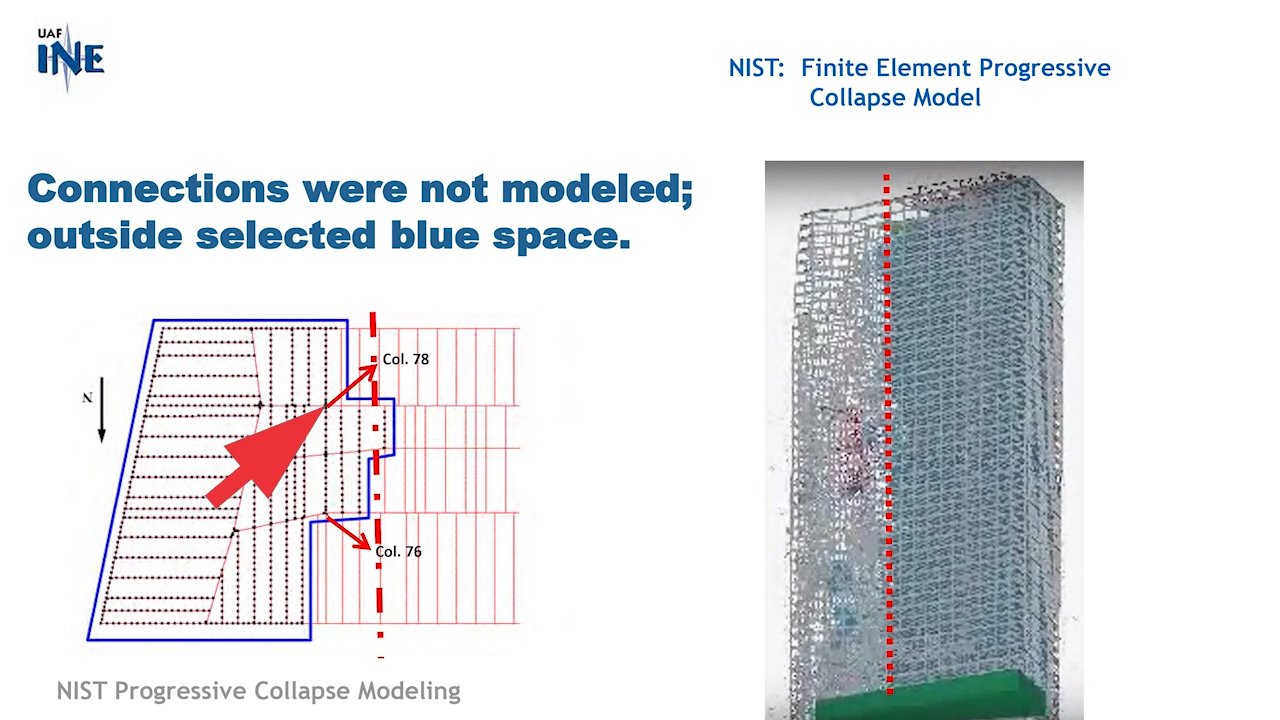 UAF
INE
NIST: Finite Element Progressive
Collapse Model
Connections were not modeled;
outside selected blue space.
Col. 78
N
Col. 76
NIST Progressive Collapse Modeling